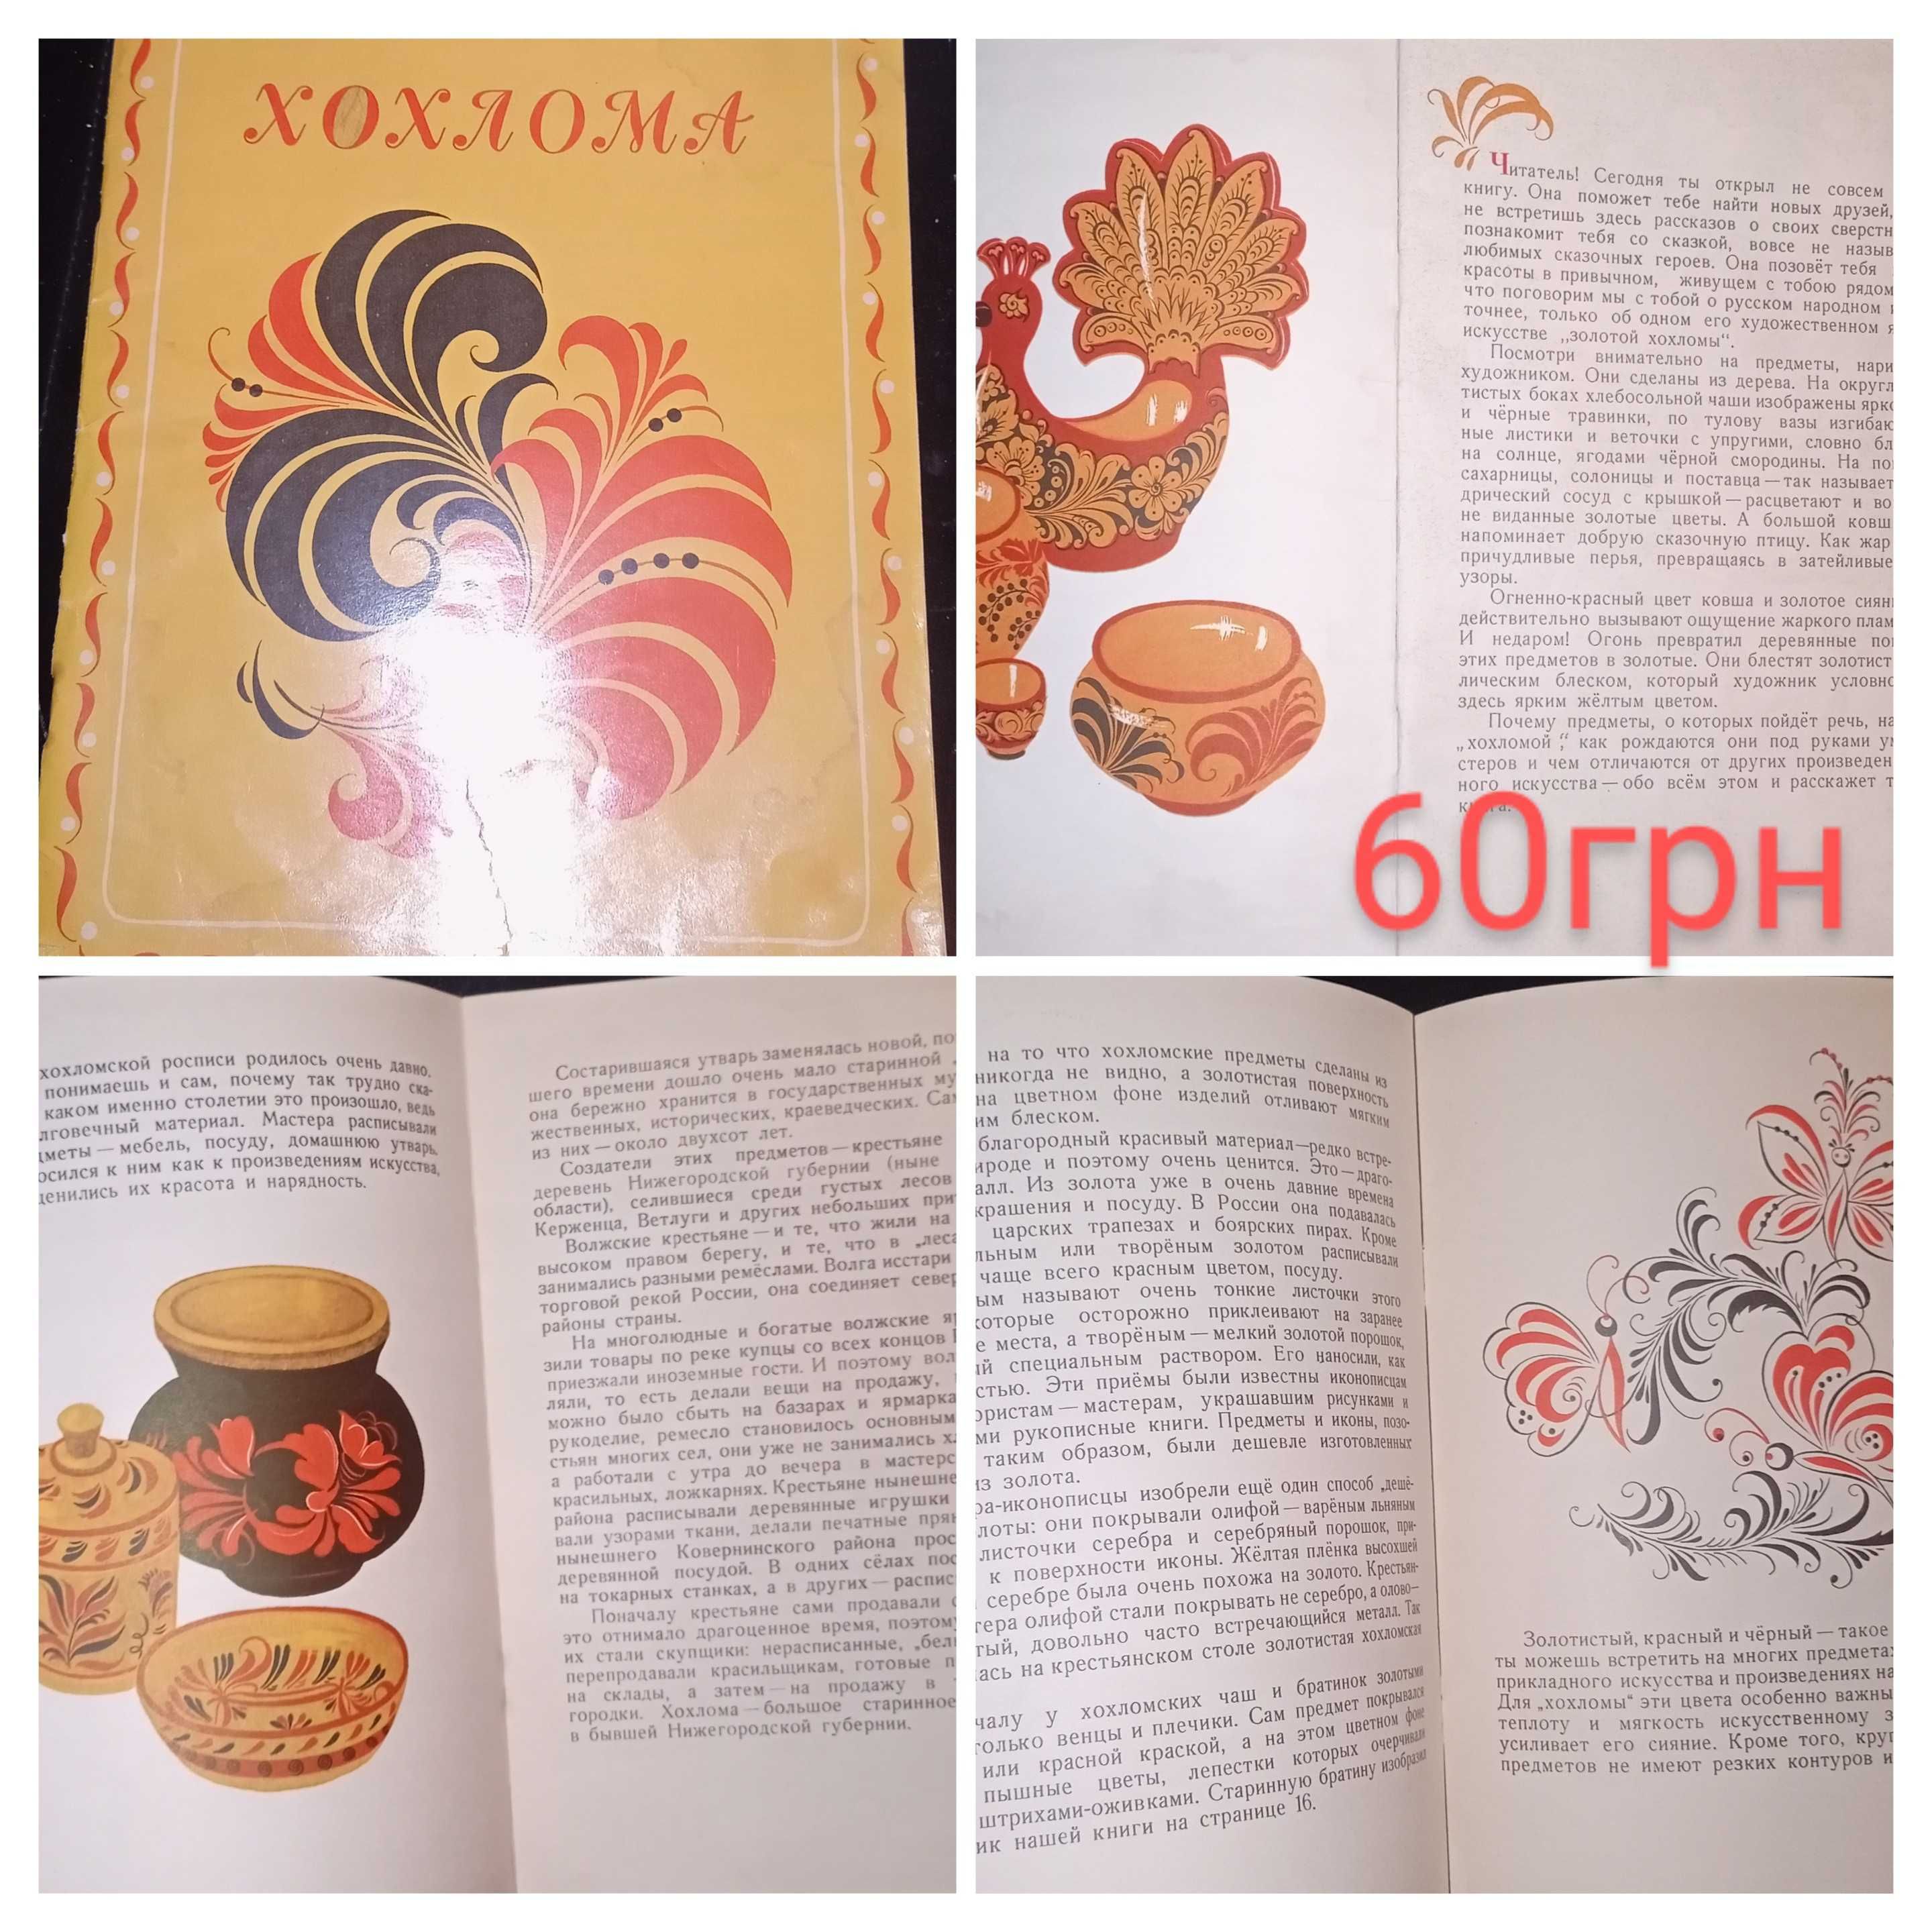 ХОХЛОМА
Читатель! Сегодня ты открыл не совсем
книгу. Она поможет тебе найти новых друзей,
не встретишь здесь рассказов о своих сверстн
познакомит тебя со сказкой, вовсе не назыв
любимых сказочных героев. Она позовёт тебя
красоты в привычном, живущем с тобою рядом
что поговорим мы с тобой о русском народном
точнее, только об одном его художественном я
искусстве „золотой хохломы“.
Посмотри внимательно на предметы, нари
художником. Они сделаны из дерева. На округл
тистых боках хлебосольной чаши изображены ярко
и чёрные травинки, по тулову вазы изгибаю
ные листики и веточки с упругими, словно бл
на солнце, ягодами чёрной смородины. На по
сахарницы, солоницы и поставца — так называет
дрический сосуд с крышкой — расцветают и во
не виданные золотые цветы. А большой ковш
напоминает добрую сказочную птицу. Как жар
причудливые перья, превращаясь в затейливые
узоры.
Огненно-красный цвет ковша и золотое сиян
действительно вызывают ощущение жаркого плам
И недаром! Огонь превратил деревянные по
этих предметов в золотые. Они блестят золотист
лическим блеском, который художник условно
здесь ярким жёлтым цветом.
Почему предметы, о которых пойдёт речь, на
„хохломой“, как рождаются они под руками ум
стеров и чем отличаются от других произведен
ного искусства — обо всём этом и расскажет т
книга.
60грн
хохломской росписи родилось очень давно.
понимаешь и сам, почему так трудно ска-
каком именно столетии это произошло, ведь
лговечный материал. Мастера расписывали
дметы — мебель, посуду, домашнюю утварь.
осился к ним как к произведениям искусства,
ценились их красота и нарядность.
Состарившаяся утварь заменялась новой, по
шего времени дошло очень мало старинной
она бережно хранится в государственных му
жественных, исторических, краеведческих. Са
из них — около двухсот лет.
Создатели этих предметов — крестьяне
деревень Нижегородской губернии (ныне
области), селившиеся среди густых лесов
Керженца, Ветлуги и других небольших при
Волжские крестьяне — и те, что жили на
высоком правом берегу, и те, что в „леса
занимались разными ремёслами. Волга исстари
торговой рекой России, она соединяет север
районы страны.
На многолюдные и богатые волжские я
зили товары по реке купцы со всех концов
приезжали иноземные гости. И поэтому вол
ляли, то есть делали вещи на продажу,
можно было сбыть на базарах и ярмарка
рукоделие, ремесло становилось основным
стьян многих сел, они уже не занимались х
а работали с утра до вечера в мастерс
красильных, ложкарнях. Крестьяне нынешне
района расписывали деревянные игрушки
вали узорами ткани, делали печатные пря
нынешнего Ковернинского района прос
деревянной посудой. В одних сёлах пос
на токарных станках, а в других — распис
Поначалу крестьяне сами продавали с
это отнимало драгоценное время, поэтому
их стали скупщики: нерасписанные, „бел
перепродавали красильщикам, готовые п
на склады, а затем — на продажу в
городки. Хохлома — большое старинное
в бывшей Нижегородской губернии.
на то что хохломские предметы сделаны из
никогда не видно, а золотистая поверхность
на цветном фоне изделий отливают мягким
им блеском.
благородный красивый материал — редко встре-
ироде и поэтому очень ценится. Это — драго-
алл. Из золота уже в очень давние времена
крашения и посуду. В России она подавалась
царских трапезах и боярских пирах. Кроме
льным или творёным золотом расписывали
чаще всего красным цветом, посуду.
ым называют очень тонкие листочки этого
которые осторожно приклеивают на заранее
е места, а творёным — мелкий золотой порошок,
ый специальным раствором. Его наносили, как
стью. Эти приёмы были известны иконописцам
ористам — мастерам, украшавшим рисунками и
ми рукописные книги. Предметы и иконы, позо-
таким образом, были дешевле изготовленных
из золота.
ра-иконописцы изобрели ещё один способ „дешё-
лоты: они покрывали олифой — варёным льняным
листочки серебра и серебряный порошок, при-
к поверхности иконы. Жёлтая плёнка высохшей
серебре была очень похожа на золото. Крестьян-
тера олифой стали покрывать не серебро, а олово—
тый, довольно часто встречающийся металл. Так
ась на крестьянском столе золотистая хохломская
чалу у хохломских чаш и братинок золотыми
только венцы и плечики. Сам предмет покрывался
или красной краской, а на этом цветном фоне
пышные цветы, лепестки которых очерчивали
штрихами-оживками. Старинную братину изобразил
ик нашей книги на странице 16.
Золотистый, красный и чёрный — такое
ты можешь встретить на многих предмета
прикладного искусства и произведениях на
Для „хохломы“ эти цвета особенно важны
теплоту и мягкость искусственному з
усиливает его сияние. Кроме того, круг
предметов не имеют резких контуров и